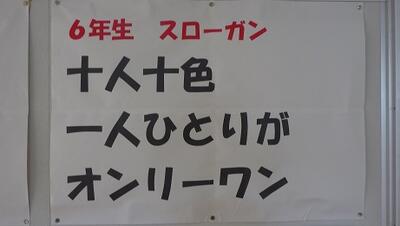 ６年生　スローガン
十人十色
一人ひとりが
オンリーワン